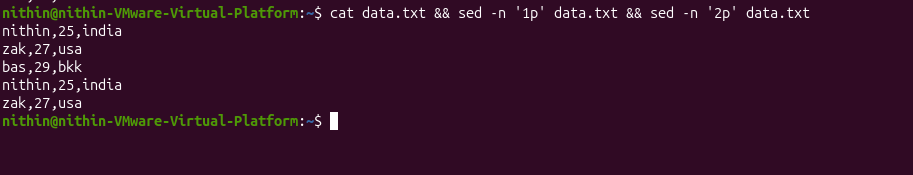 nithin@nithin-VMware-Virtual-Platform:~$ cat data.txt && sed -n '1p' data.txt && sed -n '2p' data.txt
nithin,25,india
zak,27,usa
bas,29,bkk
nithin,25,india
zak,27,usa
nithin@nithin-VMware-Virtual-Platform:~$